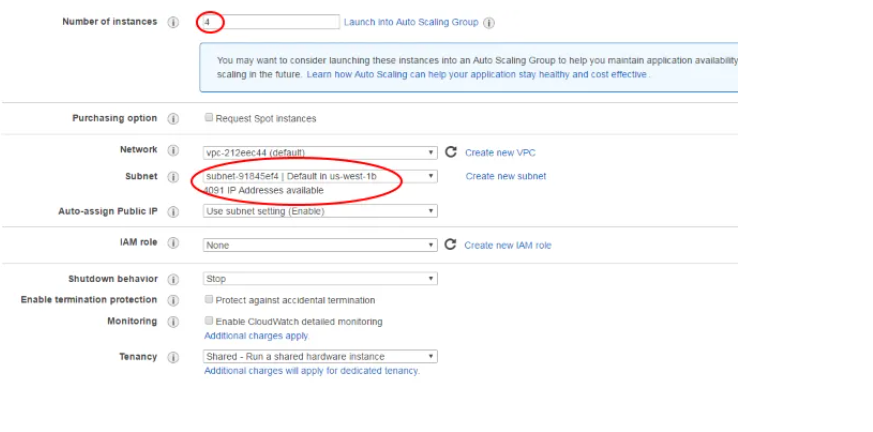 Number of instances 4 Launch into Auto Scaling Group
You may want to consider launching these instances into an Auto Scaling Group to help you maintain application availability
scaling in the future. Learn how Auto Scaling can help your application stay healthy and cost effective.
Purchasing option Request Spot instances
Network vpc-212eec44 (default) Create new VPC
Subnet subnet-91845ef4 | Default in us-west-1b Create new subnet
4091 IP Addresses available
Auto-assign Public IP Use subnet setting (Enable)
IAM role None Create new IAM role
Shutdown behavior Stop
Enable termination protection Protect against accidental termination
Monitoring Enable CloudWatch detailed monitoring
Additional charges apply.
Tenancy Shared - Run a shared hardware instance
Additional charges will apply for dedicated tenancy.